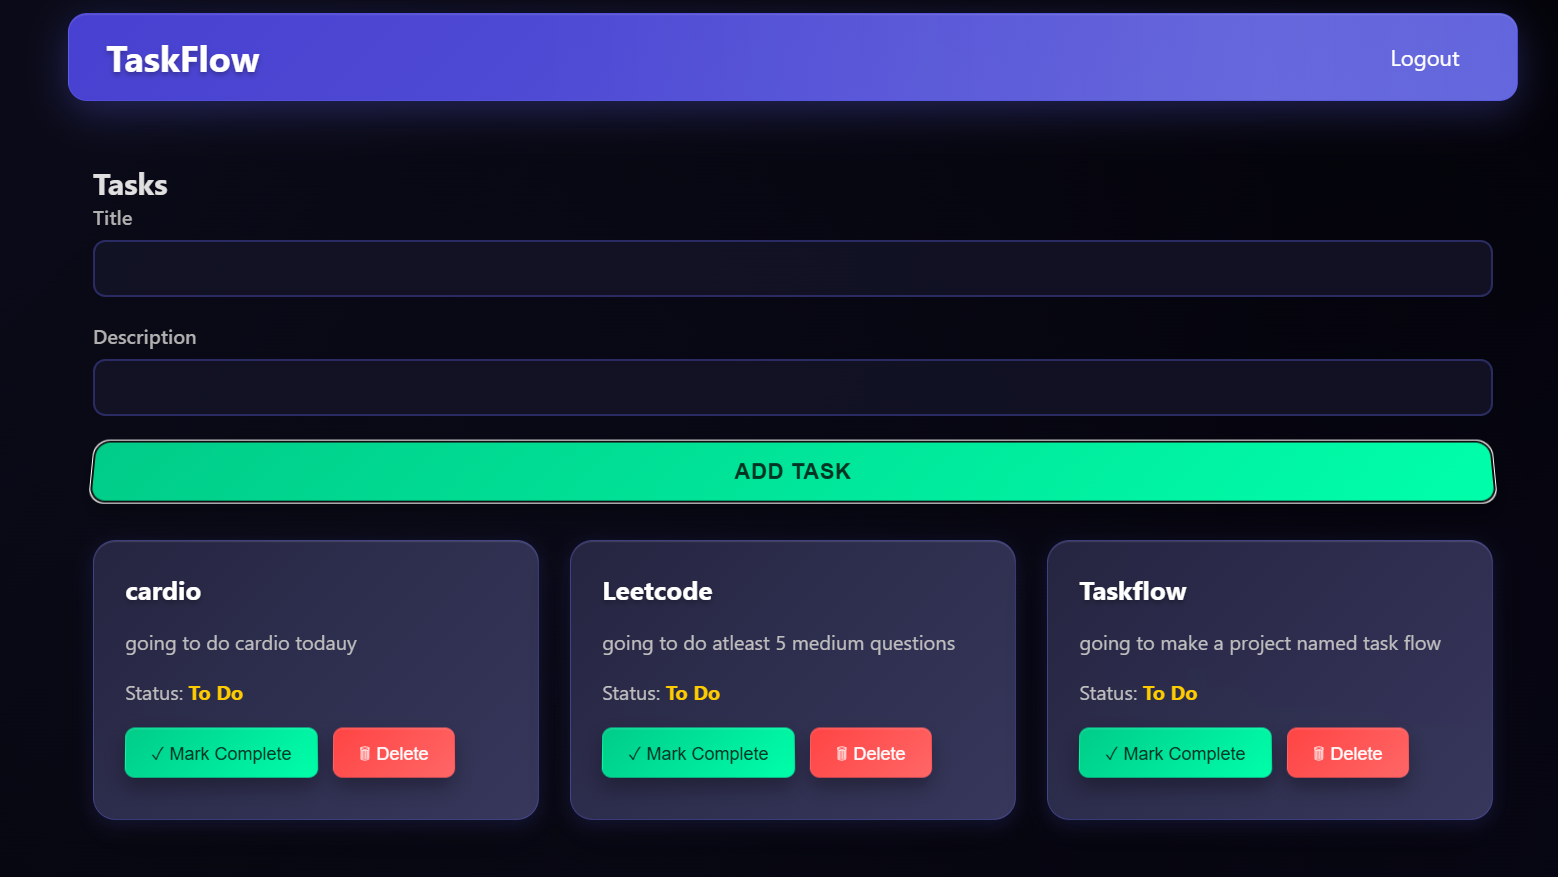 TaskFlow
Logout
Tasks
Title
Description
ADD TASK
cardio
going to do cardio todauy
Status: To Do
✓ Mark Complete
🗑 Delete
Leetcode
going to do atleast 5 medium questions
Status: To Do
✓ Mark Complete
🗑 Delete
Taskflow
going to make a project named task flow
Status: To Do
✓ Mark Complete
🗑 Delete